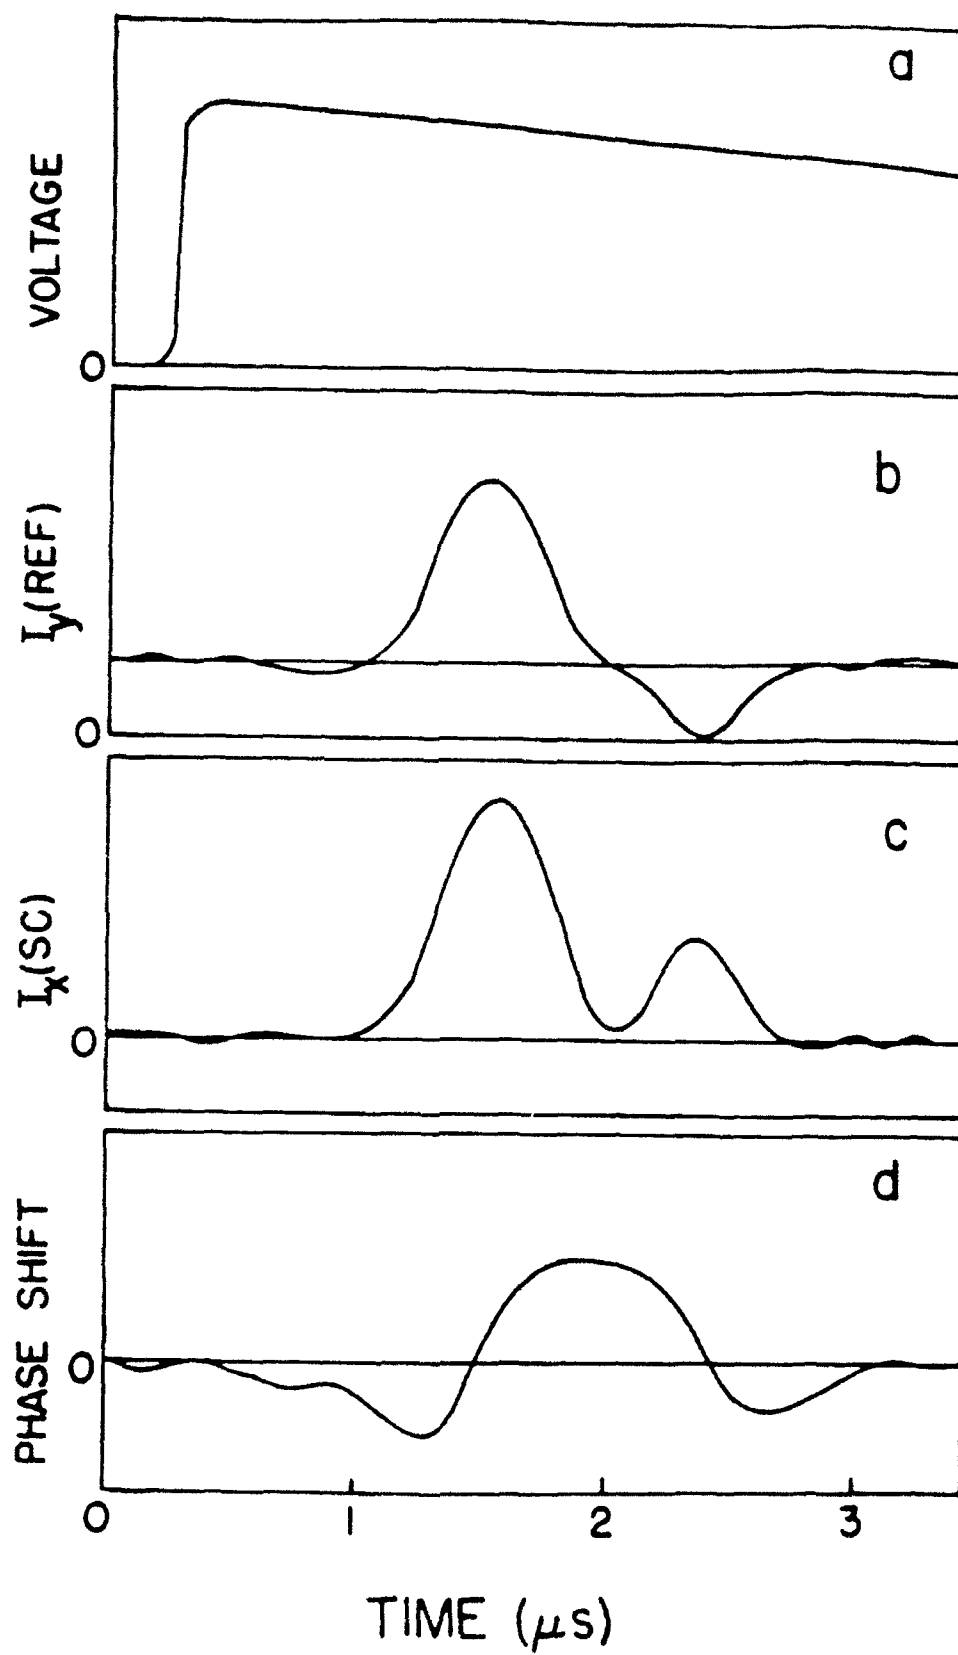 a
VOLTAGE
0
b
Iy(REF)
0
c
Ix(SC)
0
d
PHASE SHIFT
0
0 1 2 3
TIME (μs)